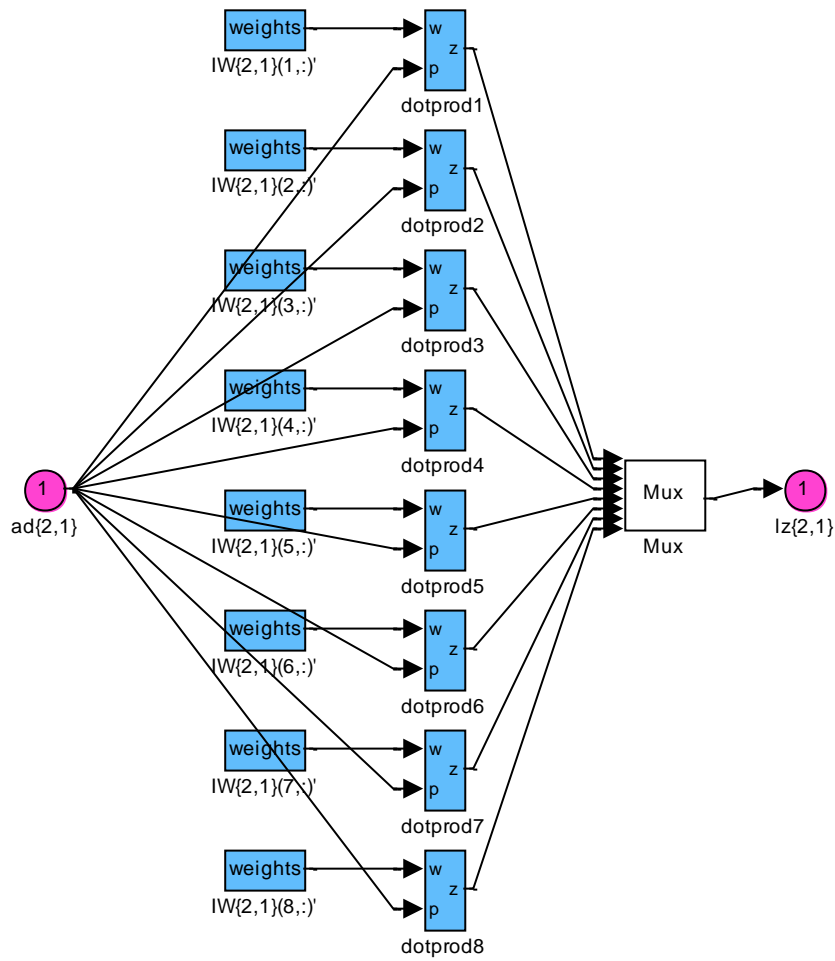 weights
w
z
p
IW{2,1}(1,:)'
dotprod1
weights
w
z
p
IW{2,1}(2,:)'
dotprod2
weights
w
z
p
IW{2,1}(3,:)'
dotprod3
weights
w
z
p
IW{2,1}(4,:)'
dotprod4
1
ad{2,1}
weights
w
z
p
IW{2,1}(5,:)'
dotprod5
Mux
Mux
1
lz{2,1}
weights
w
z
p
IW{2,1}(6,:)'
dotprod6
weights
w
z
p
IW{2,1}(7,:)'
dotprod7
weights
w
z
p
IW{2,1}(8,:)'
dotprod8